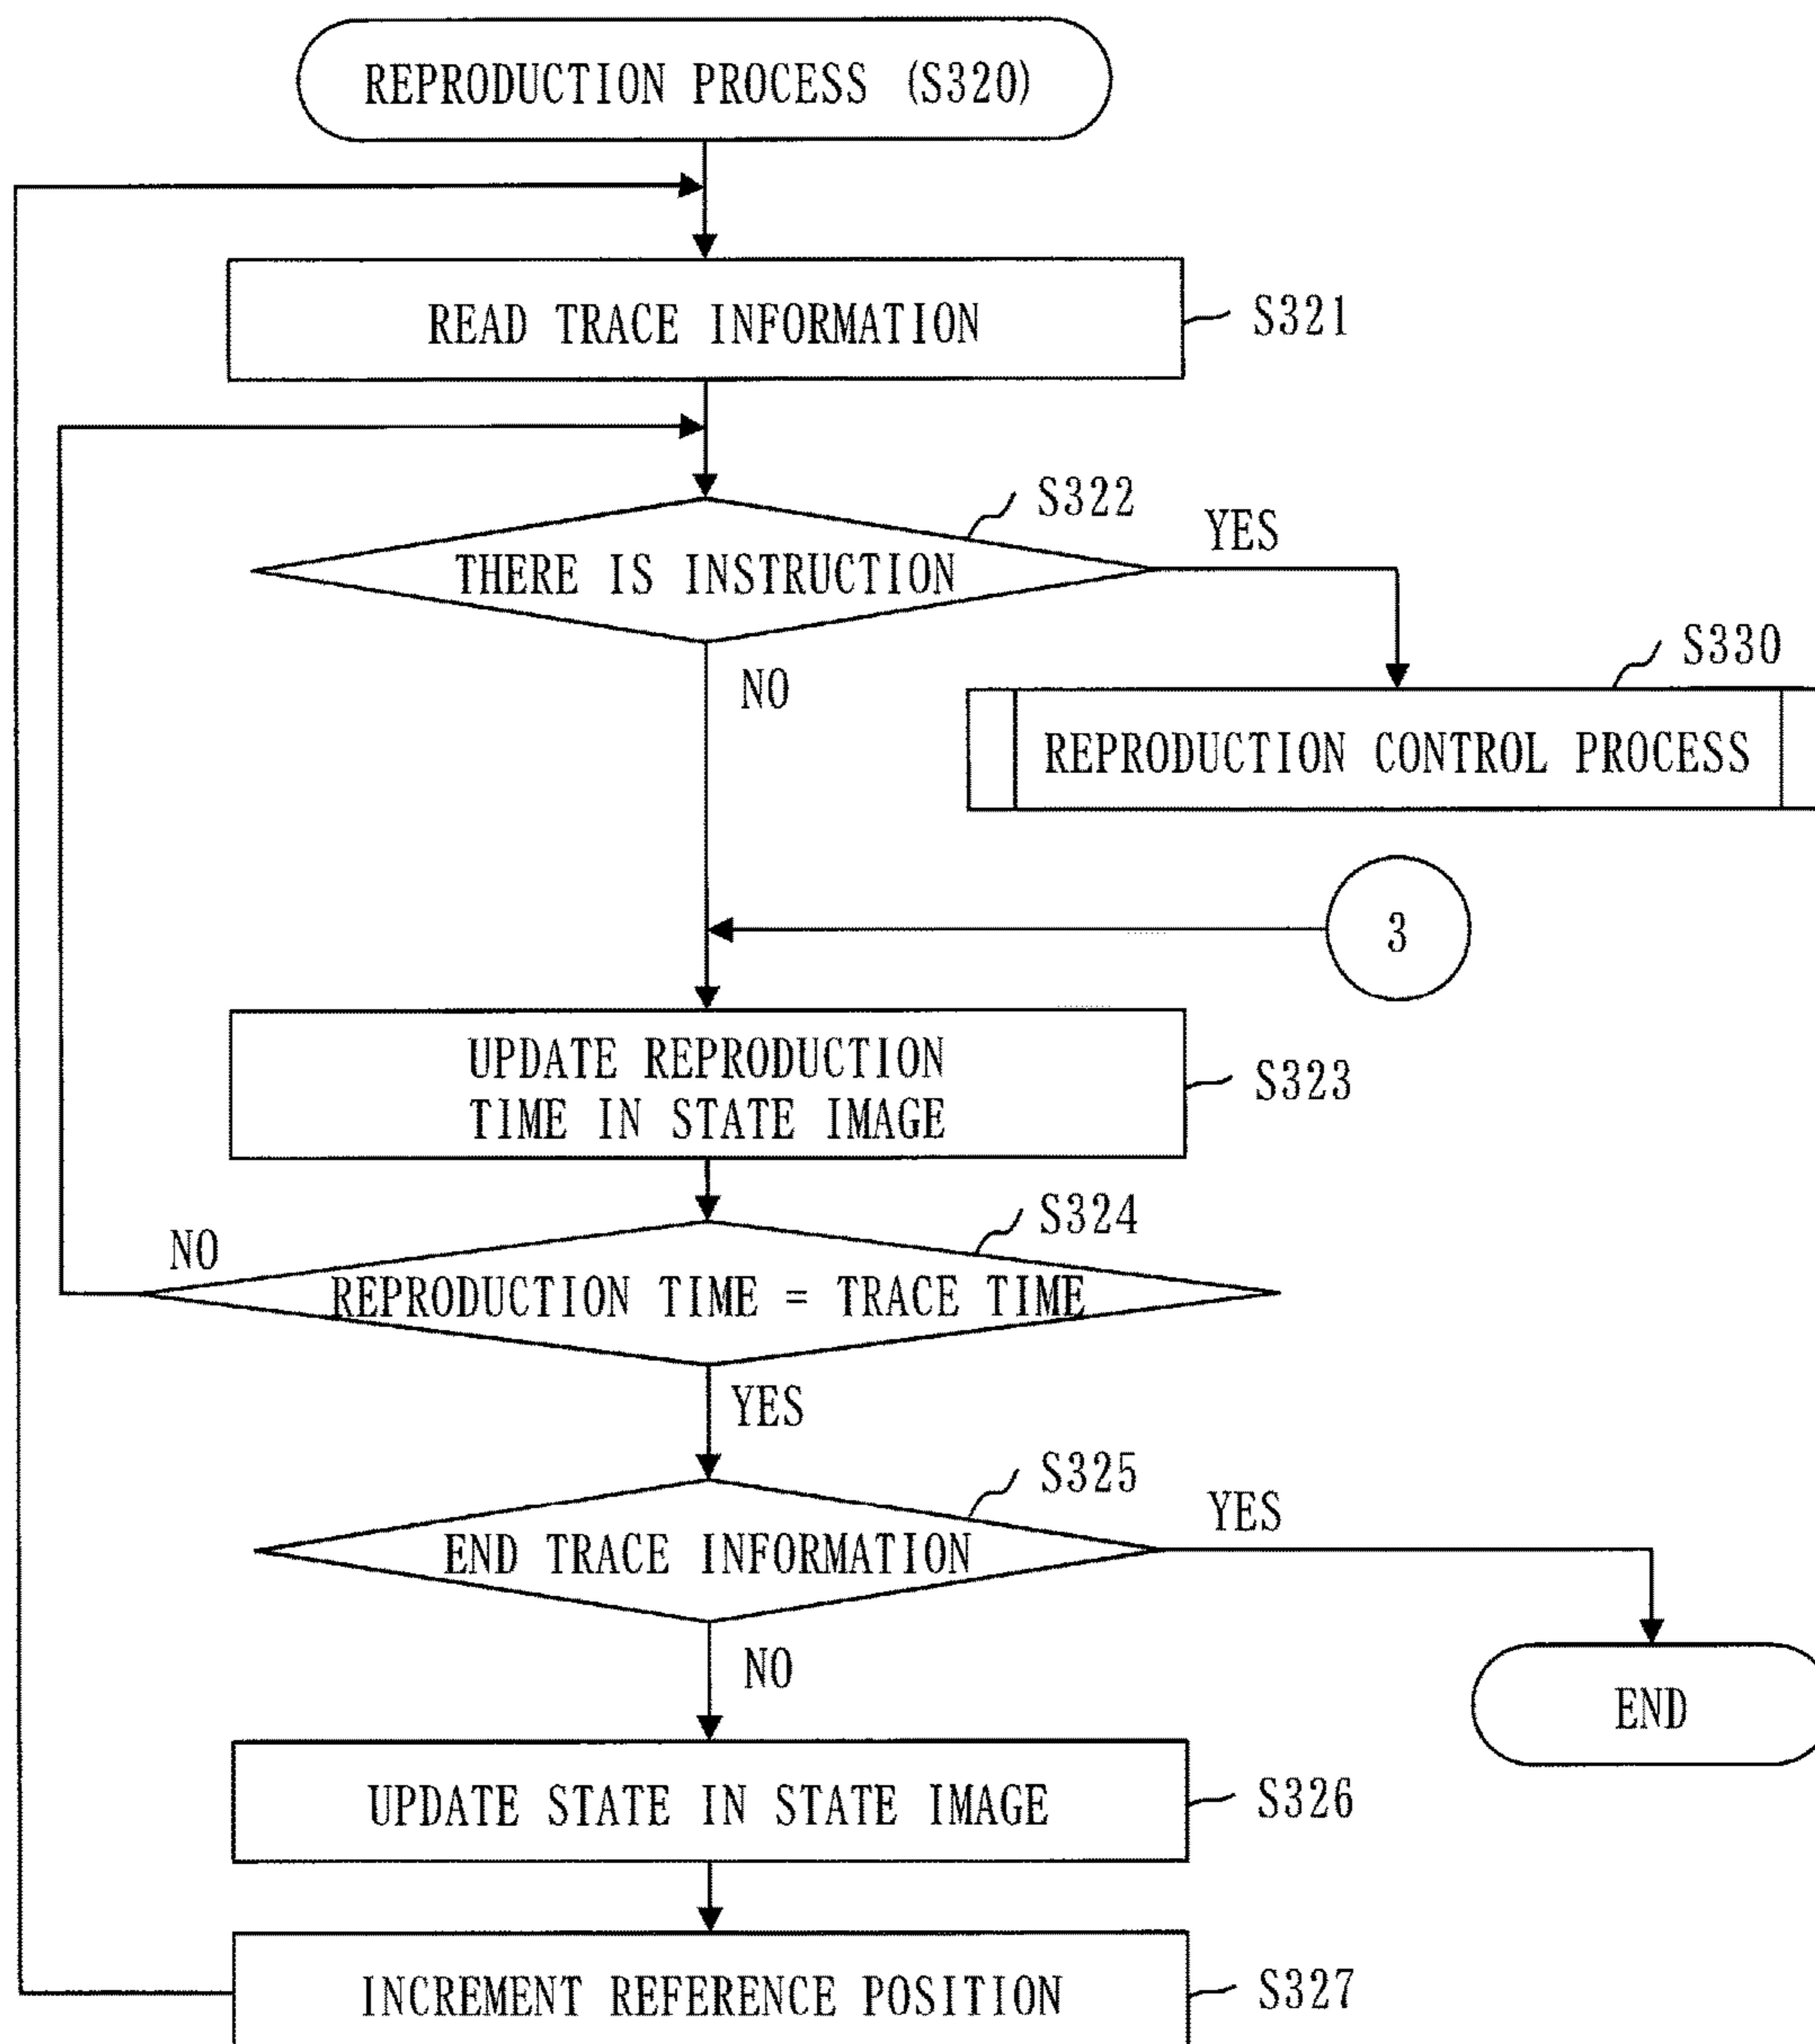 REPRODUCTION PROCESS (S320)
READ TRACE INFORMATION
S321
S322
YES
THERE IS INSTRUCTION
NO
S330
REPRODUCTION CONTROL PROCESS
3
UPDATE REPRODUCTION
TIME IN STATE IMAGE
S323
S324
NO
REPRODUCTION TIME = TRACE TIME
YES
S325
YES
END TRACE INFORMATION
NO
END
UPDATE STATE IN STATE IMAGE
S326
INCREMENT REFERENCE POSITION
S327